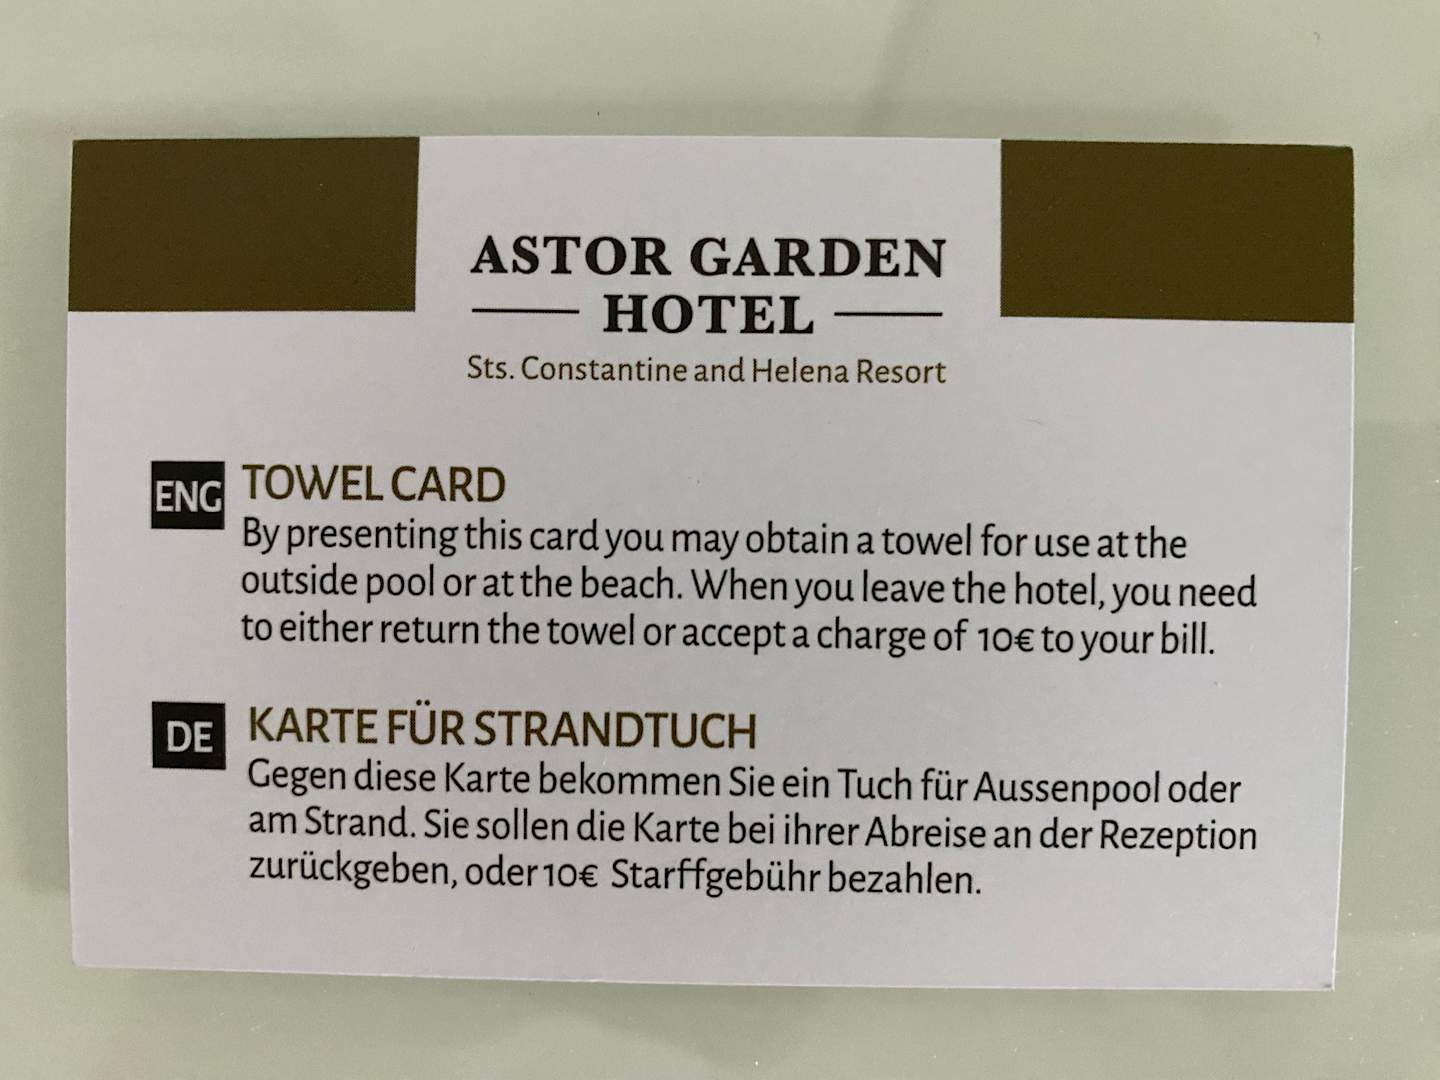 ASTOR GARDEN
HOTEL
Sts. Constantine and Helena Resort
ENG TOWEL CARD
By presenting this card you may obtain a towel for use at the
outside pool or at the beach. When you leave the hotel, you need
to either return the towel or accept a charge of 10€ to your bill.
DE KARTE FÜR STRANDTUCH
Gegen diese Karte bekommen Sie ein Tuch für Aussenpool oder
am Strand. Sie sollen die Karte bei ihrer Abreise an der Rezeption
zurückgeben, oder 10€ Starffgebühr bezahlen.